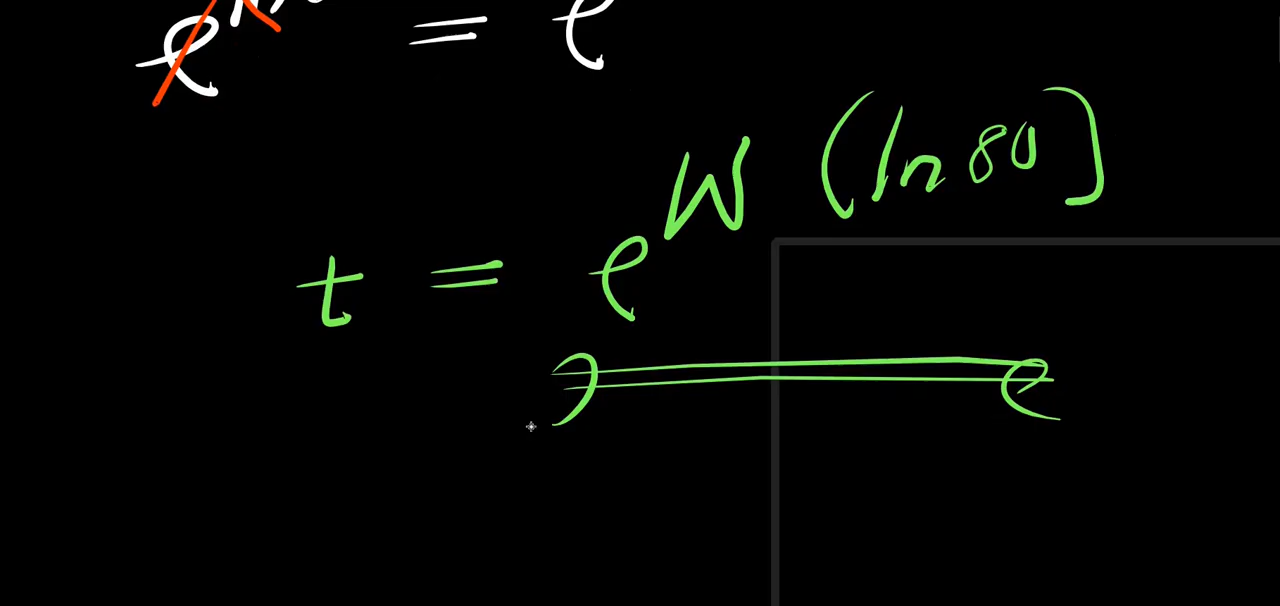 e = e
t = e^W(ln 80)